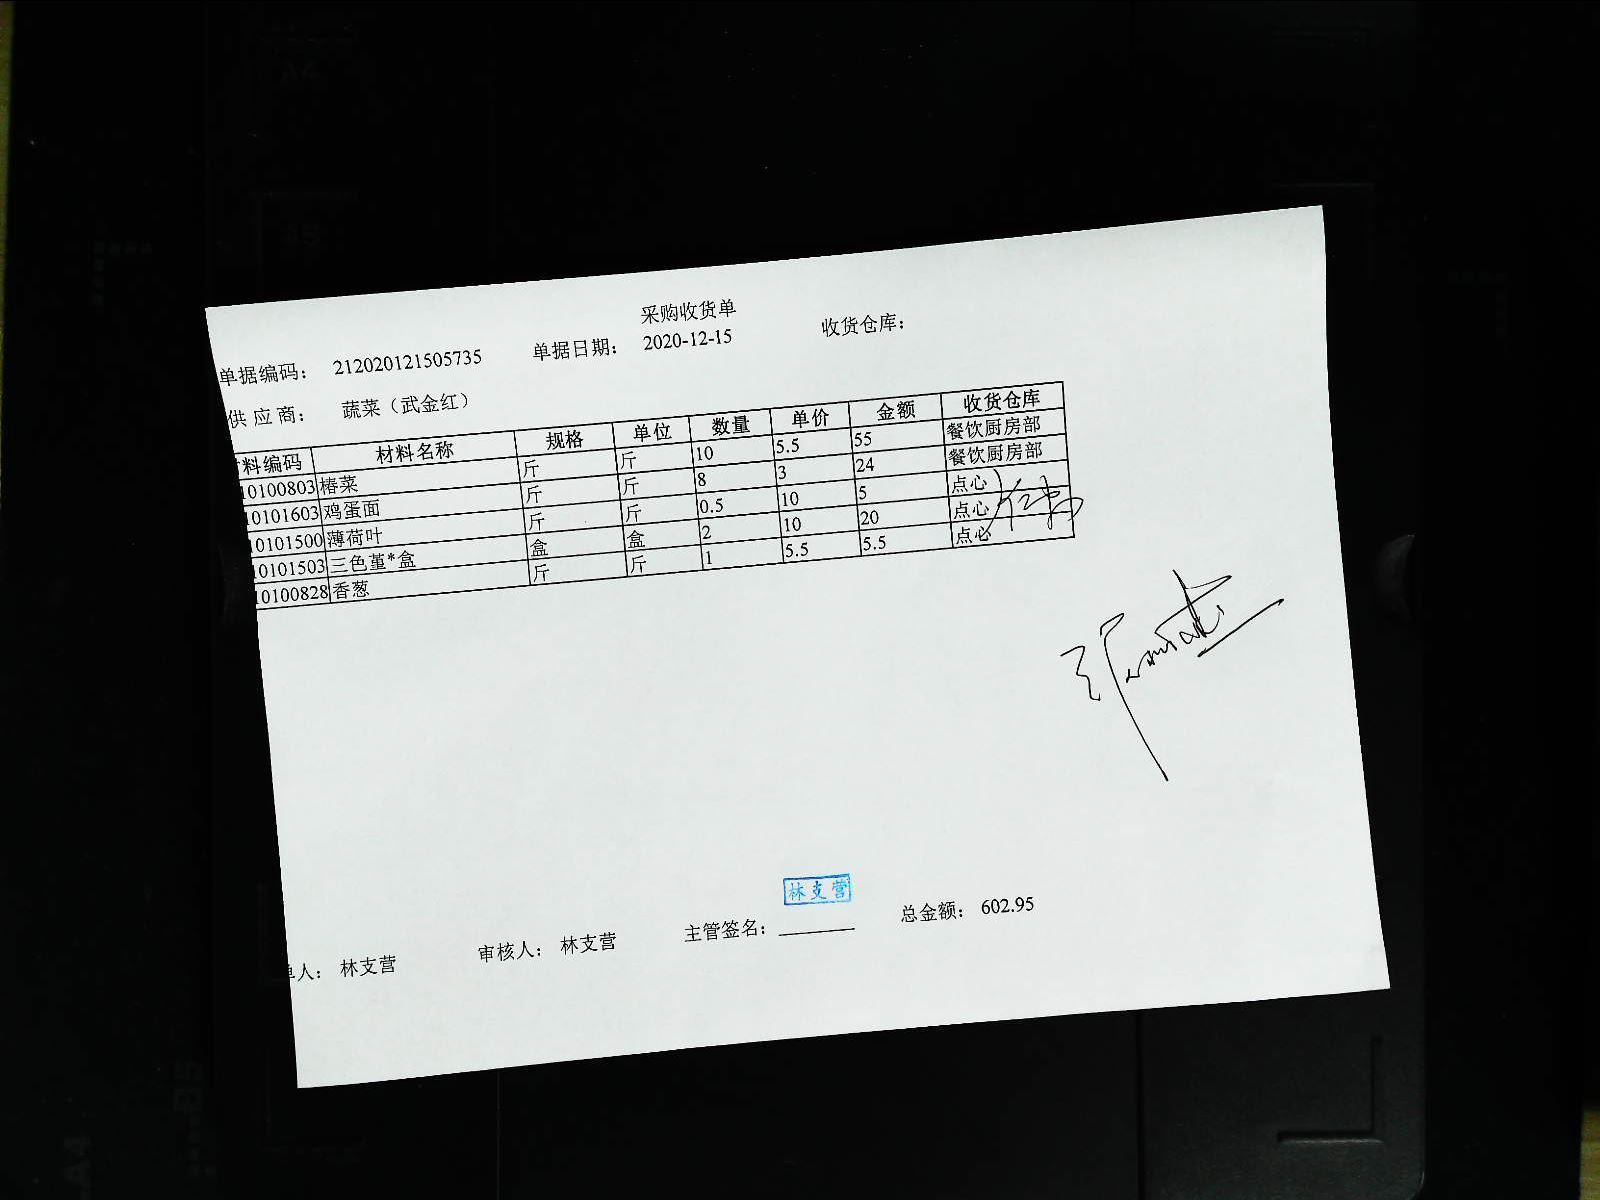 采购收货单
单据编码： 212020121505735 单据日期： 2020-12-15 收货仓库：
供应商： 蔬菜（武金红）
材料编码 材料名称 规格 单位 数量 单价 金额 收货仓库
10100803 椿菜 斤 斤 10 5.5 55 餐饮厨房部
10101603 鸡蛋面 斤 斤 8 3 24 餐饮厨房部
10101500 薄荷叶 斤 斤 0.5 10 5 点心
10101503 三色堇*盒 盒 盒 2 10 20 点心
10100828 香葱 斤 斤 1 5.5 5.5 点心
林支营
单人： 林支营 审核人： 林支营 主管签名： 总金额： 602.95